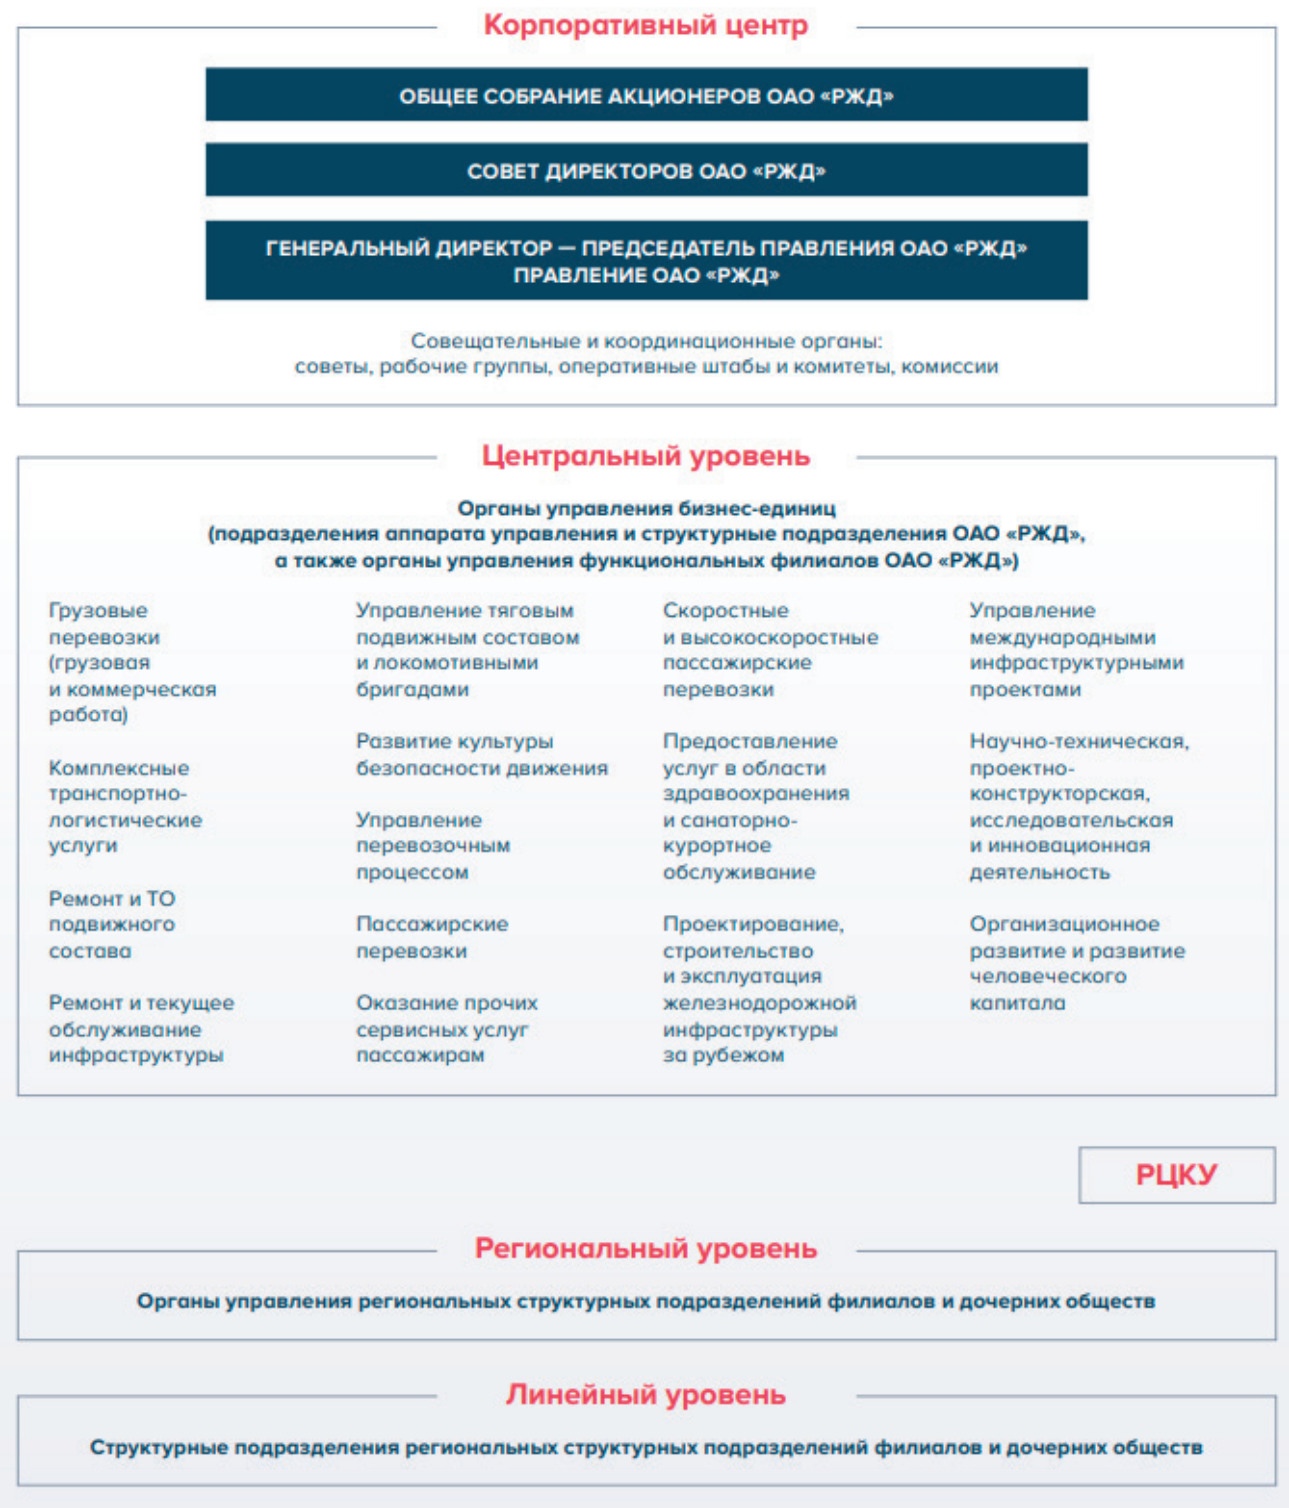 Корпоративный центр
ОБЩЕЕ СОБРАНИЕ АКЦИОНЕРОВ ОАО «РЖД»
СОВЕТ ДИРЕКТОРОВ ОАО «РЖД»
ГЕНЕРАЛЬНЫЙ ДИРЕКТОР — ПРЕДСЕДАТЕЛЬ ПРАВЛЕНИЯ ОАО «РЖД»
ПРАВЛЕНИЕ ОАО «РЖД»
Совещательные и координационные органы:
советы, рабочие группы, оперативные штабы и комитеты, комиссии
Центральный уровень
Органы управления бизнес-единиц
(подразделения аппарата управления и структурные подразделения ОАО «РЖД»,
а также органы управления функциональных филиалов ОАО «РЖД»)
Грузовые
перевозки
(грузовая
и коммерческая
работа)
Комплексные
транспортно-
логистические
услуги
Ремонт и ТО
подвижного
состава
Ремонт и текущее
обслуживание
инфраструктуры
Управление тяговым
подвижным составом
и локомотивными
бригадами
Развитие культуры
безопасности движения
Управление
перевозочным
процессом
Пассажирские
перевозки
Оказание прочих
сервисных услуг
пассажирам
Скоростные
и высокоскоростные
пассажирские
перевозки
Предоставление
услуг в области
здравоохранения
и санаторно-
курортное
обслуживание
Проектирование,
строительство
и эксплуатация
железнодорожной
инфраструктуры
за рубежом
Управление
международными
инфраструктурными
проектами
Научно-техническая,
проектно-
конструкторская,
исследовательская
и инновационная
деятельность
Организационное
развитие и развитие
человеческого
капитала
РЦКУ
Региональный уровень
Органы управления региональных структурных подразделений филиалов и дочерних обществ
Линейный уровень
Структурные подразделения региональных структурных подразделений филиалов и дочерних обществ